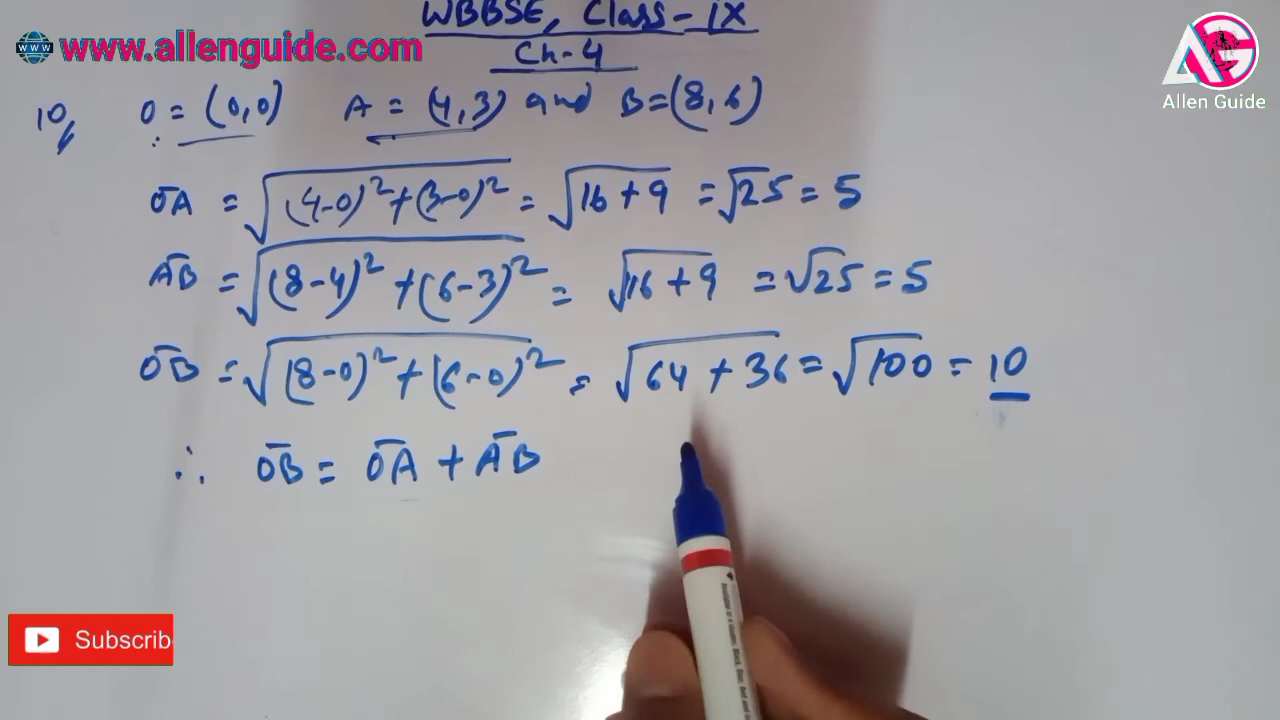 WBBSE, Class-IX
www.allenguide.com
Ch-4
Allen Guide
10, O = (0,0) A = (4,3) and B=(8,6)
OA = √(4-0)²+(3-0)² = √16+9 = √25 = 5
AB = √(8-4)²+(6-3)² = √16+9 = √25 = 5
OB = √(8-0)²+(6-0)² = √64+36 = √100 = 10
∴ OB = OA + AB
Subscrib